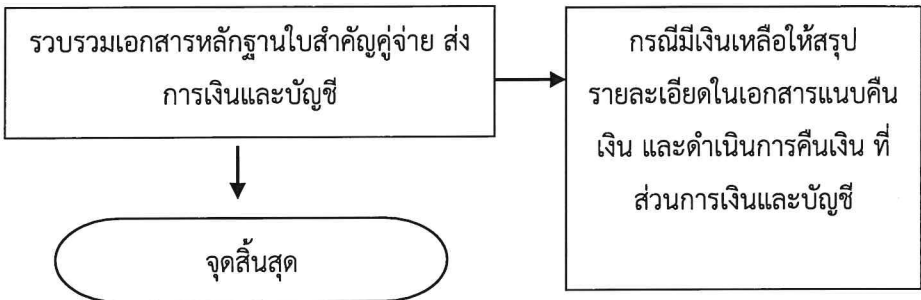 รวบรวมเอกสารหลักฐานใบสำคัญคู่จ่าย ส่ง
การเงินและบัญชี
กรณีมีเงินเหลือให้สรุป
รายละเอียดในเอกสารแนบคืน
เงิน และดำเนินการคืนเงิน ที่
ส่วนการเงินและบัญชี
จุดสิ้นสุด